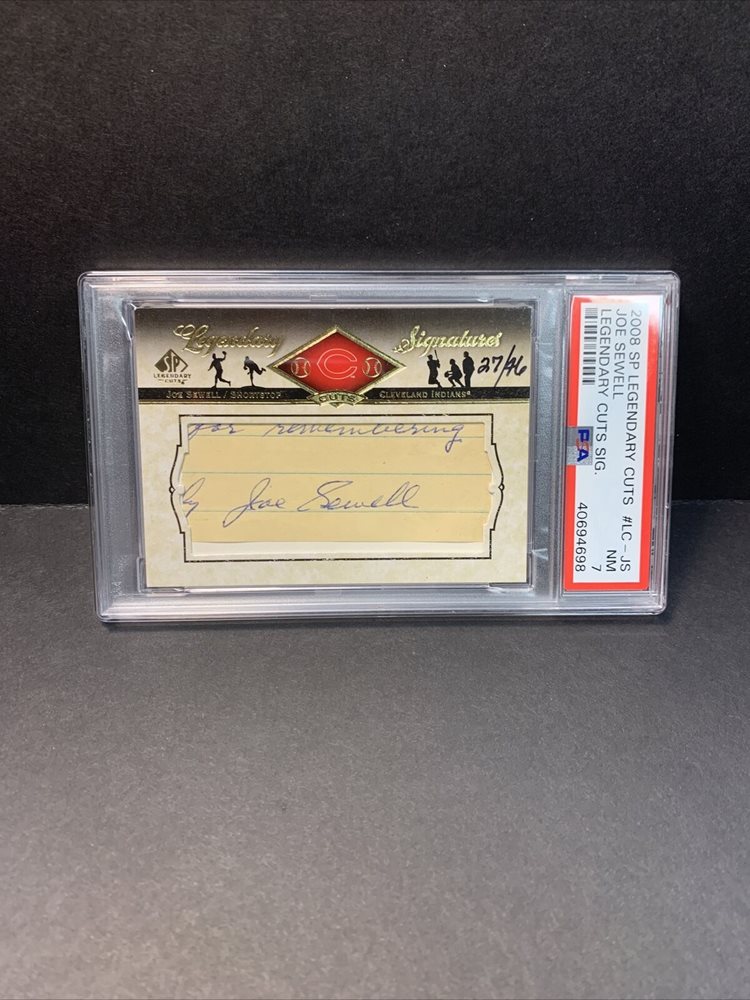 Legendary Signatures
SP
LEGENDARY
CUTS
C
27/46
CUTS
JOE SEWELL / SHORTSTOP
CLEVELAND INDIANS®
for remembering
Joe Sewell
2008 SP LEGENDARY CUTS #LC-JS
JOE SEWELL NM
LEGENDARY CUTS SIG. 7
PSA
40694698